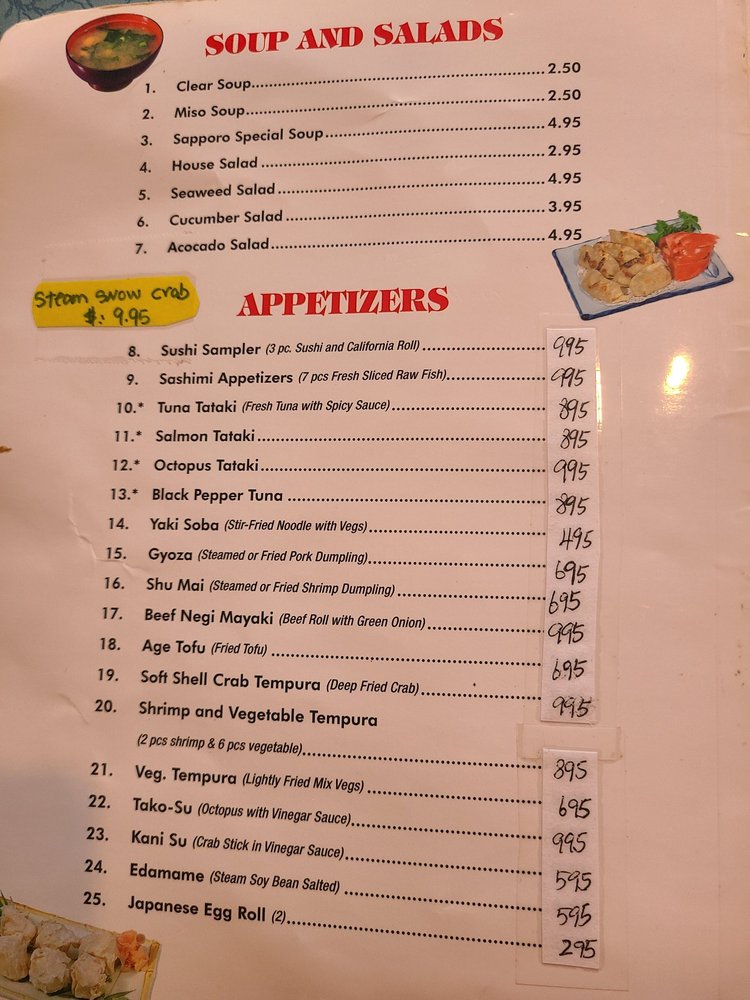 SOUP AND SALADS
1. Clear Soup 2.50
2. Miso Soup 2.50
3. Sapporo Special Soup 4.95
4. House Salad 2.95
5. Seaweed Salad 4.95
6. Cucumber Salad 3.95
7. Acocado Salad 4.95
Steam snow crab
$: 9.95
APPETIZERS
8. Sushi Sampler (3 pc. Sushi and California Roll) 995
9. Sashimi Appetizers (7 pcs Fresh Sliced Raw Fish) 995
10.* Tuna Tataki (Fresh Tuna with Spicy Sauce) 895
11.* Salmon Tataki 895
12.* Octopus Tataki 995
13.* Black Pepper Tuna 895
14. Yaki Soba (Stir-Fried Noodle with Vegs) 495
15. Gyoza (Steamed or Fried Pork Dumpling) 695
16. Shu Mai (Steamed or Fried Shrimp Dumpling) 695
17. Beef Negi Mayaki (Beef Roll with Green Onion) 995
18. Age Tofu (Fried Tofu) 695
19. Soft Shell Crab Tempura (Deep Fried Crab) 995
20. Shrimp and Vegetable Tempura
(2 pcs shrimp & 6 pcs vegetable) 895
21. Veg. Tempura (Lightly Fried Mix Vegs) 695
22. Tako-Su (Octopus with Vinegar Sauce) 995
23. Kani Su (Crab Stick in Vinegar Sauce) 595
24. Edamame (Steam Soy Bean Salted) 595
25. Japanese Egg Roll (2) 295